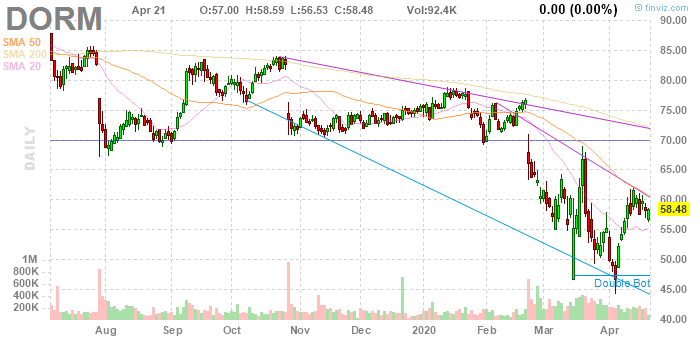 DORM Apr 21 O:57.00 H:58.59 L:56.53 C:58.48 Vol:92.4K 0.00 (0.00%) © finviz.com
SMA 50
SMA 200
SMA 20
90.00
85.00
80.00
75.00
70.00
65.00
60.00
58.48
55.00
50.00
45.00
40.00
DAILY
1M
800K
600K
400K
200K
Double Bot
Aug Sep Oct Nov Dec 2020 Feb Mar Apr